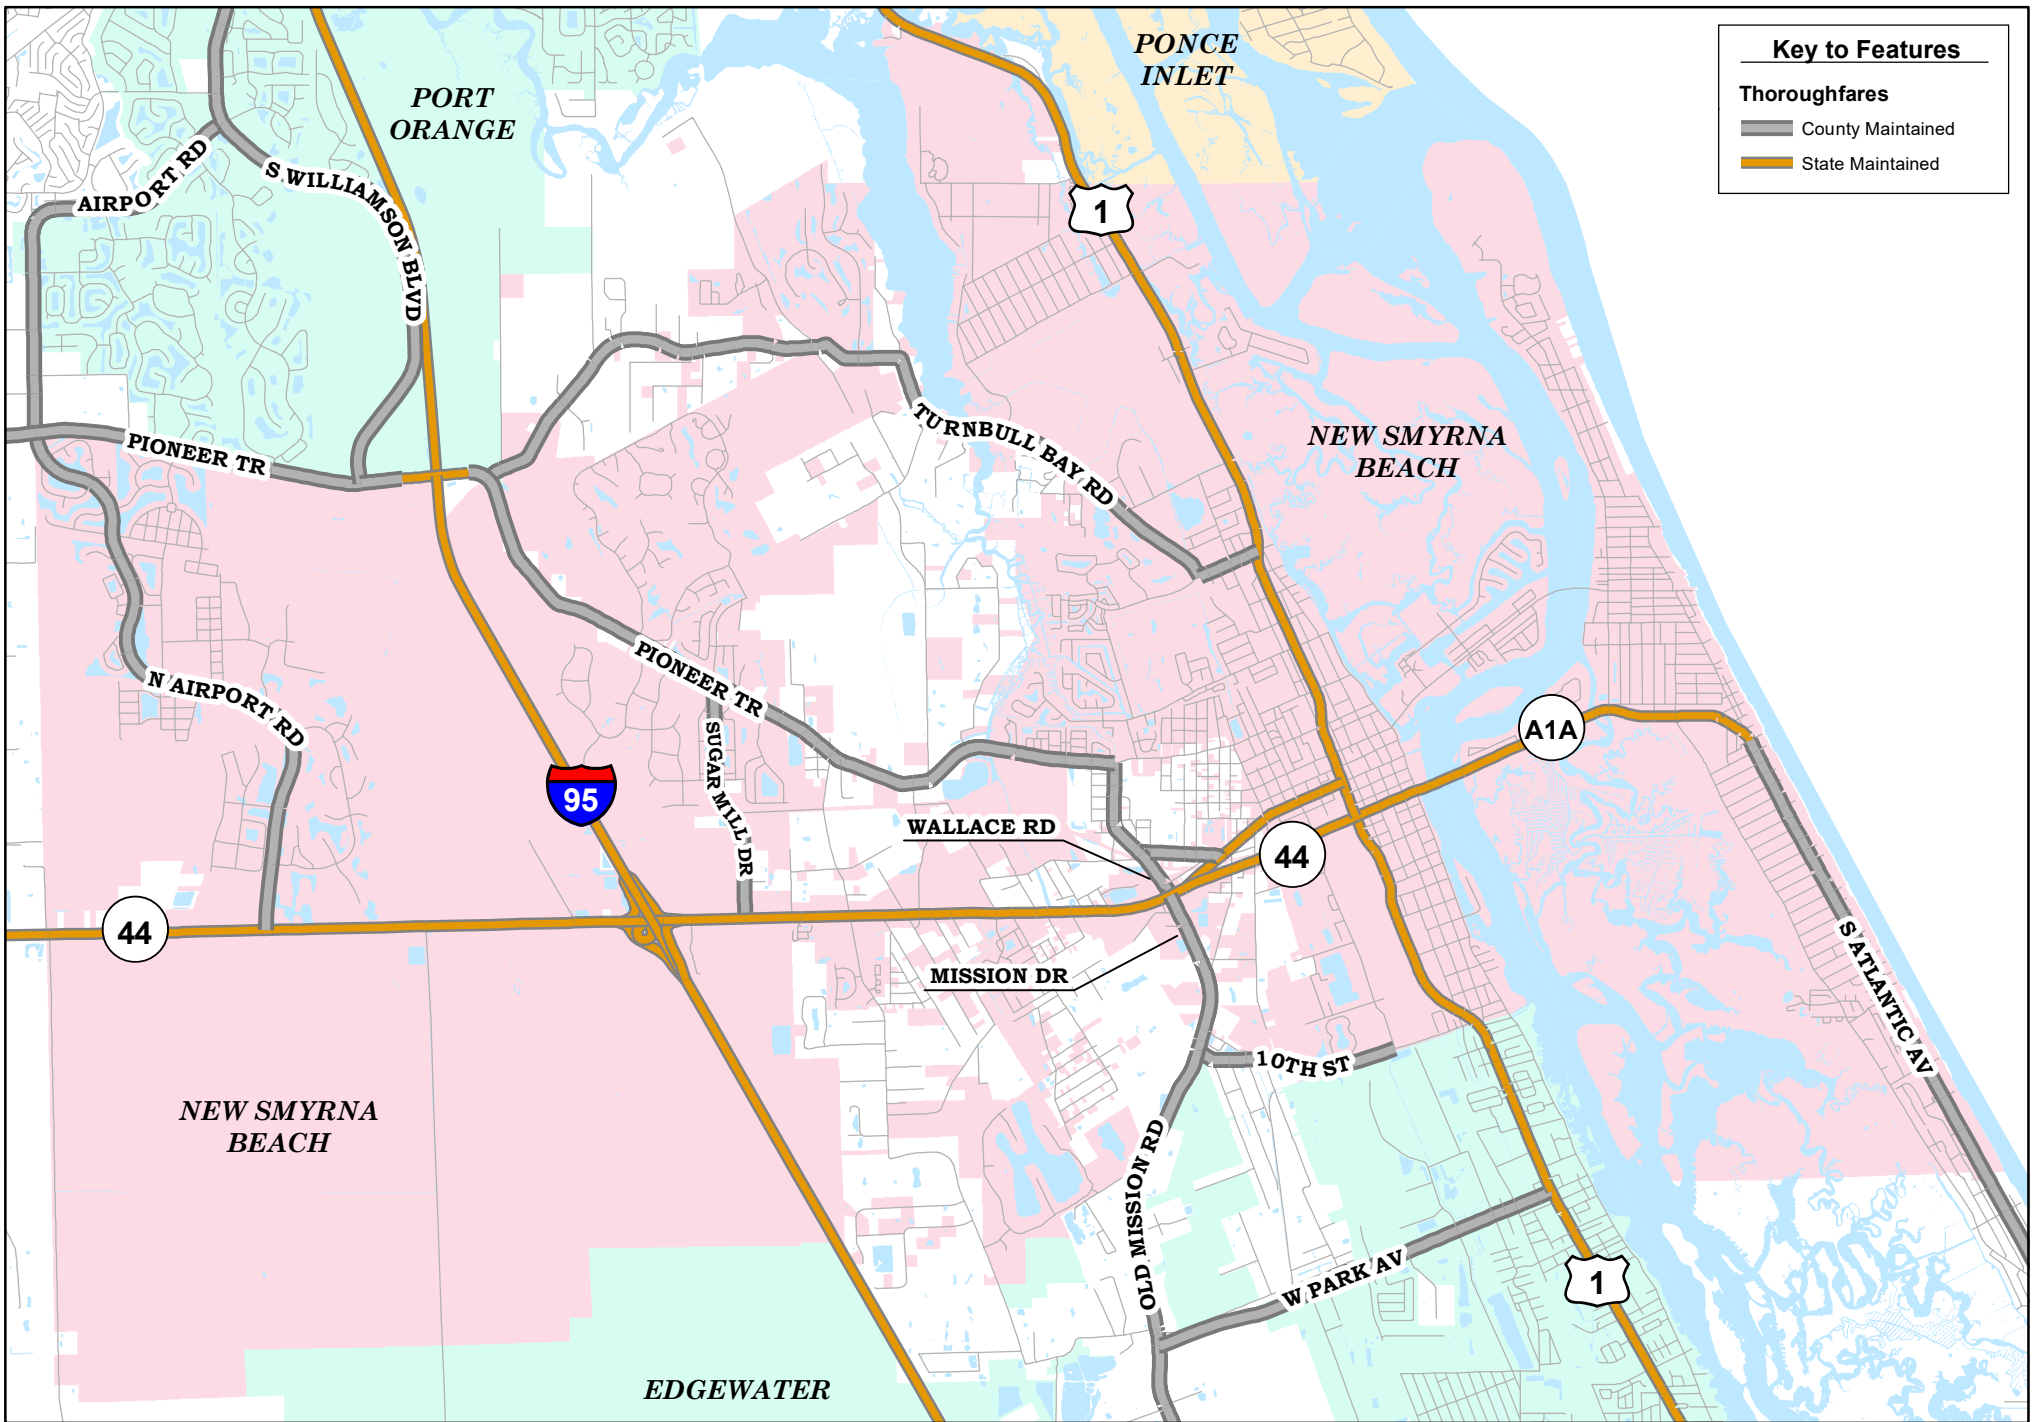 Key to Features
Thoroughfares
County Maintained
State Maintained
PONCE
INLET
PORT
ORANGE
AIRPORT RD
S WILLIAMSON BLVD
1
PIONEER TR
TURNBULL BAY RD
NEW SMYRNA
BEACH
N AIRPORT RD
PIONEER TR
SUGAR MILL DR
95
A1A
WALLACE RD
44
44
MISSION DR
S ATLANTIC AV
10TH ST
NEW SMYRNA
BEACH
OLD MISSION RD
W PARK AV
1
EDGEWATER